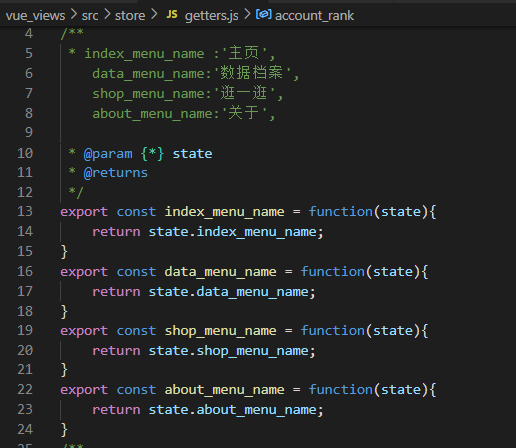 vue_views > src > store > JS getters.js > account_rank
4 /**
5 * index_menu_name :'主页',
6 data_menu_name:'数据档案',
7 shop_menu_name:'逛一逛',
8 about_menu_name:'关于',
9
10 * @param {*} state
11 * @returns
12 */
13 export const index_menu_name = function(state){
14 return state.index_menu_name;
15 }
16 export const data_menu_name = function(state){
17 return state.data_menu_name;
18 }
19 export const shop_menu_name = function(state){
20 return state.shop_menu_name;
21 }
22 export const about_menu_name = function(state){
23 return state.about_menu_name;
24 }
25 /**